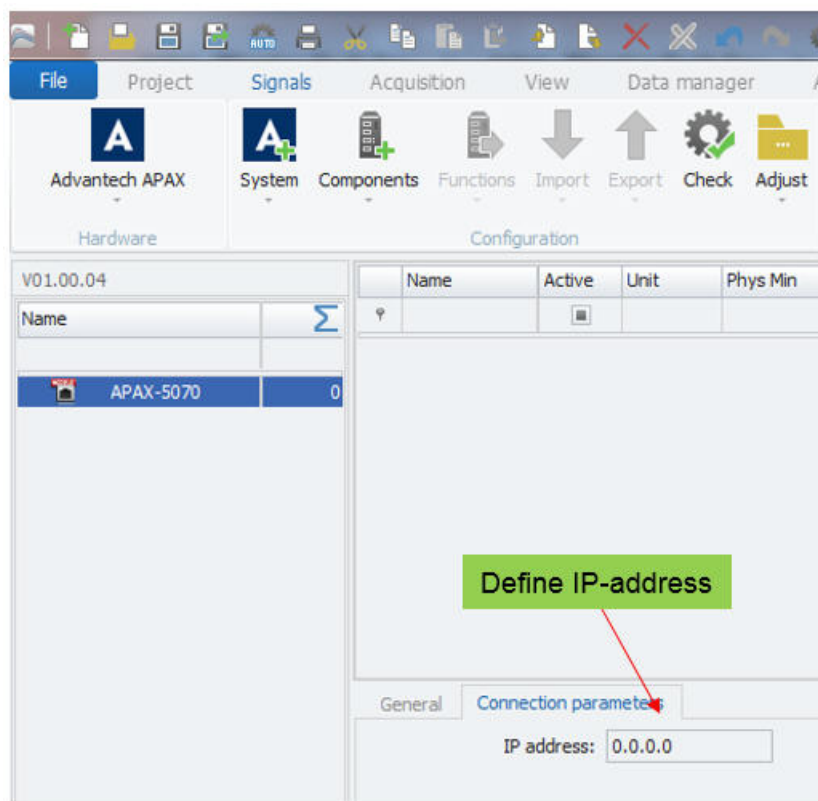 AUTO
File Project Signals Acquisition View Data manager
A A
Advantech APAX System Components Functions Import Export Check Adjust
Hardware Configuration
V01.00.04
Name Active Unit Phys Min
Name Σ
APAX-5070 0
Define IP-address
General Connection parameters
IP address: 0.0.0.0